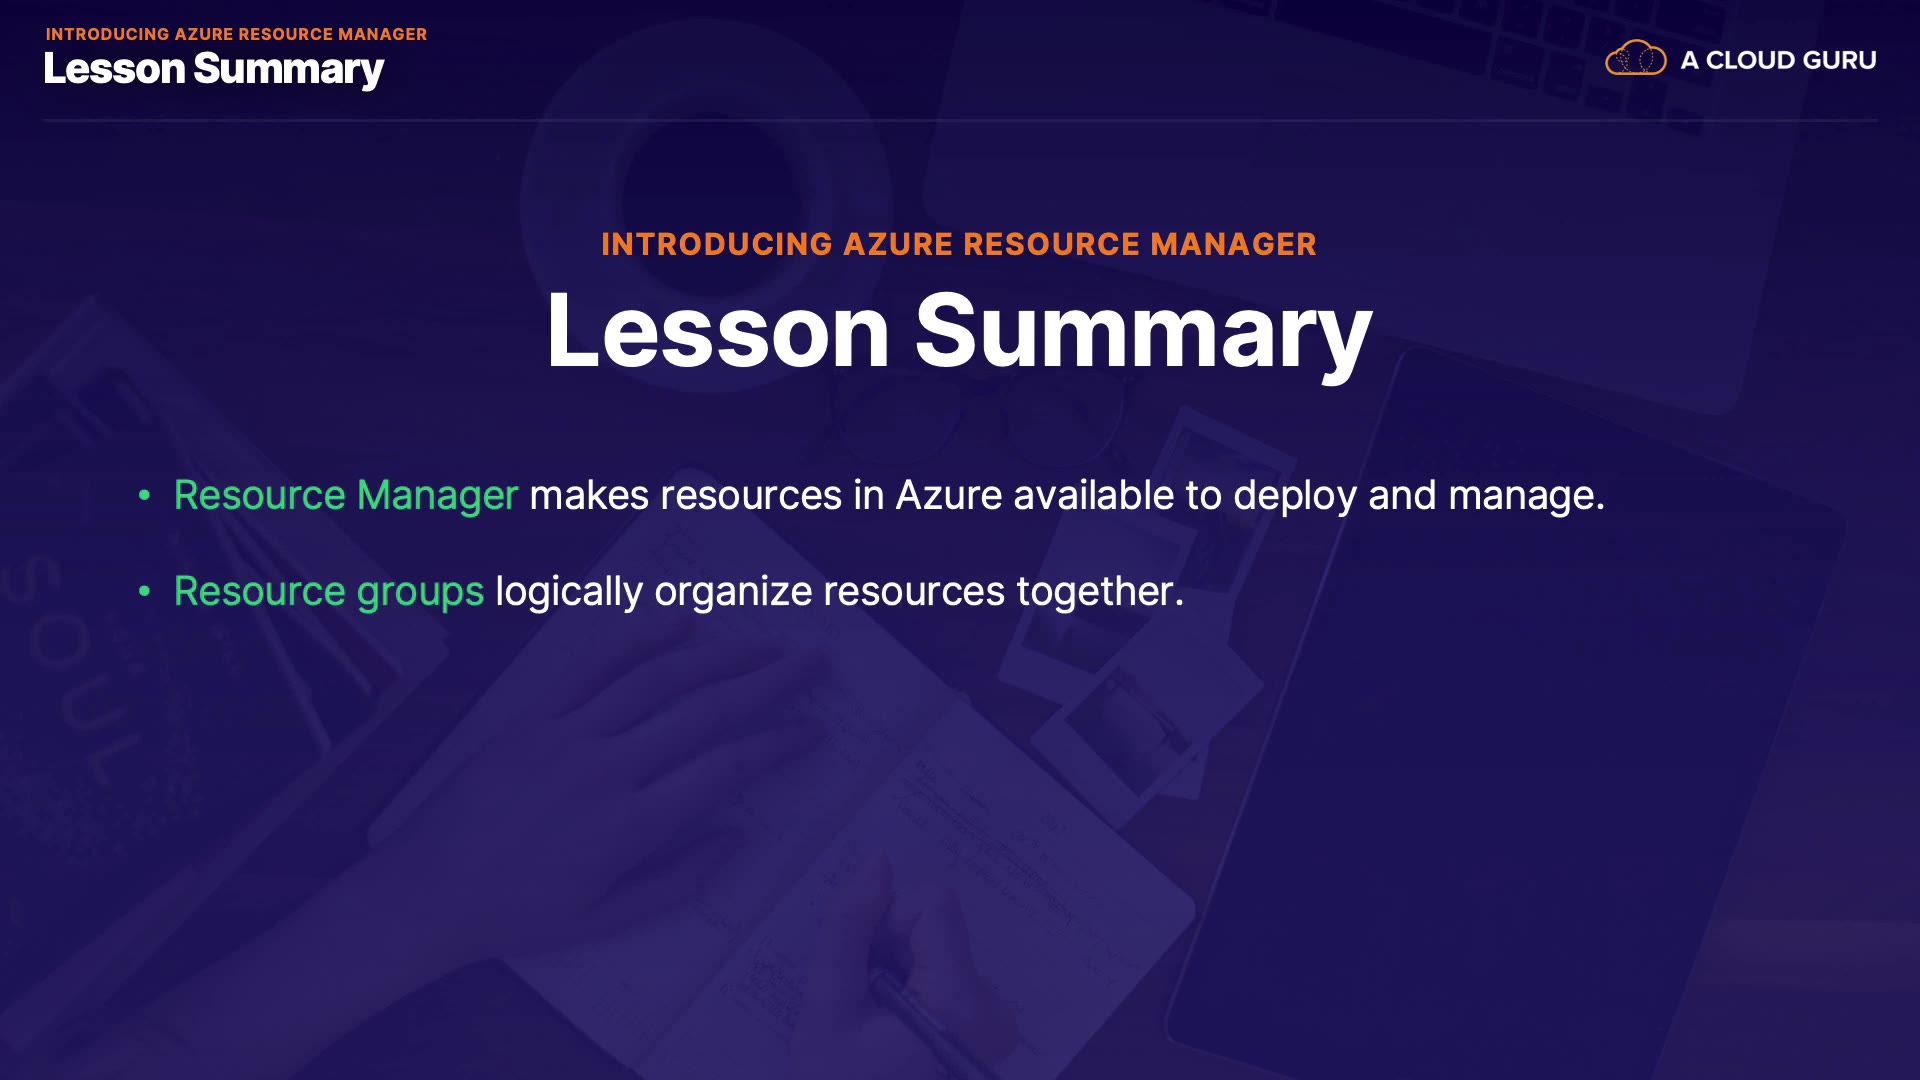 INTRODUCING AZURE RESOURCE MANAGER
Lesson Summary
A CLOUD GURU
INTRODUCING AZURE RESOURCE MANAGER
Lesson Summary
• Resource Manager makes resources in Azure available to deploy and manage.
• Resource groups logically organize resources together.
SOUL